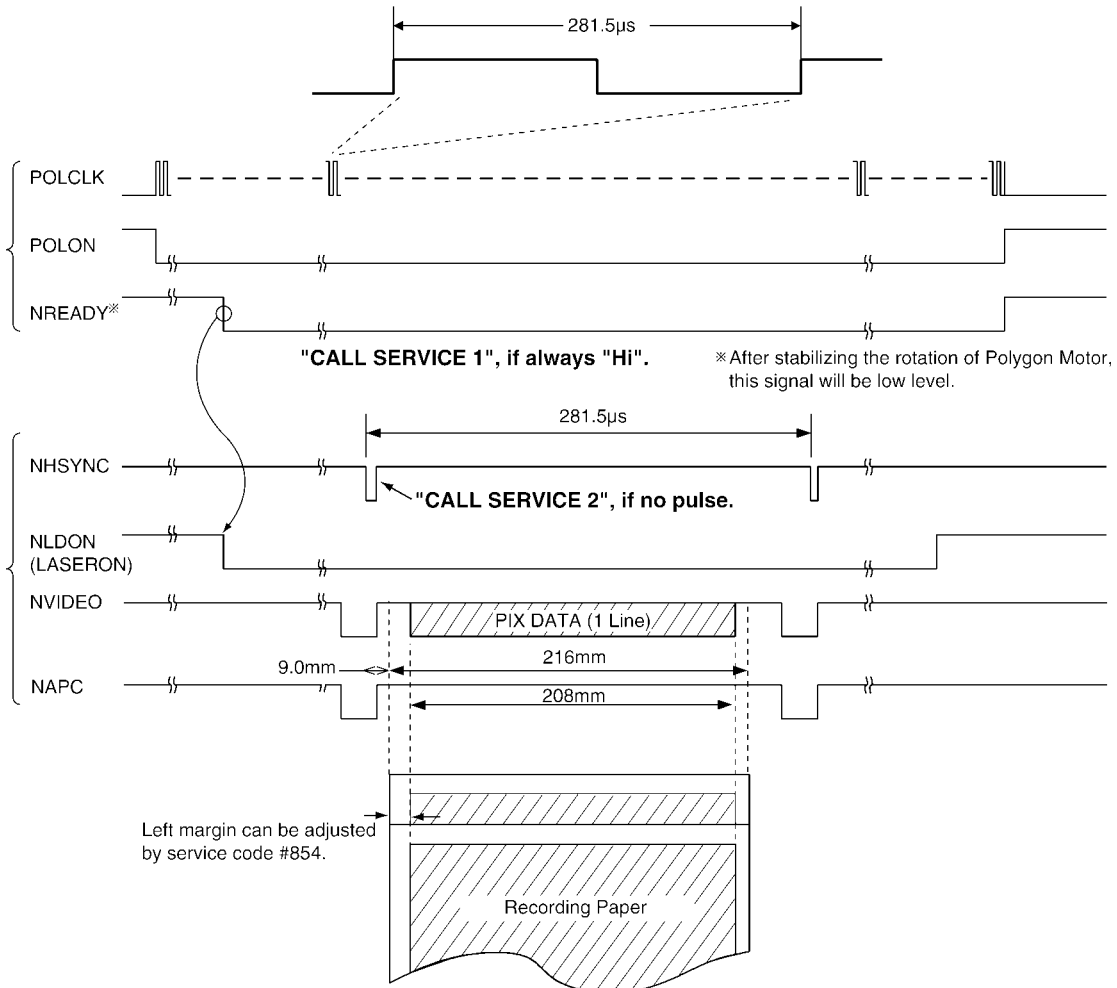 281.5µs
POLCLK
POLON
NREADY※
"CALL SERVICE 1", if always "Hi".
※After stabilizing the rotation of Polygon Motor,
this signal will be low level.
281.5µs
NHSYNC
"CALL SERVICE 2", if no pulse.
NLDON
(LASERON)
NVIDEO
PIX DATA (1 Line)
9.0mm
216mm
NAPC
208mm
Left margin can be adjusted
by service code #854.
Recording Paper